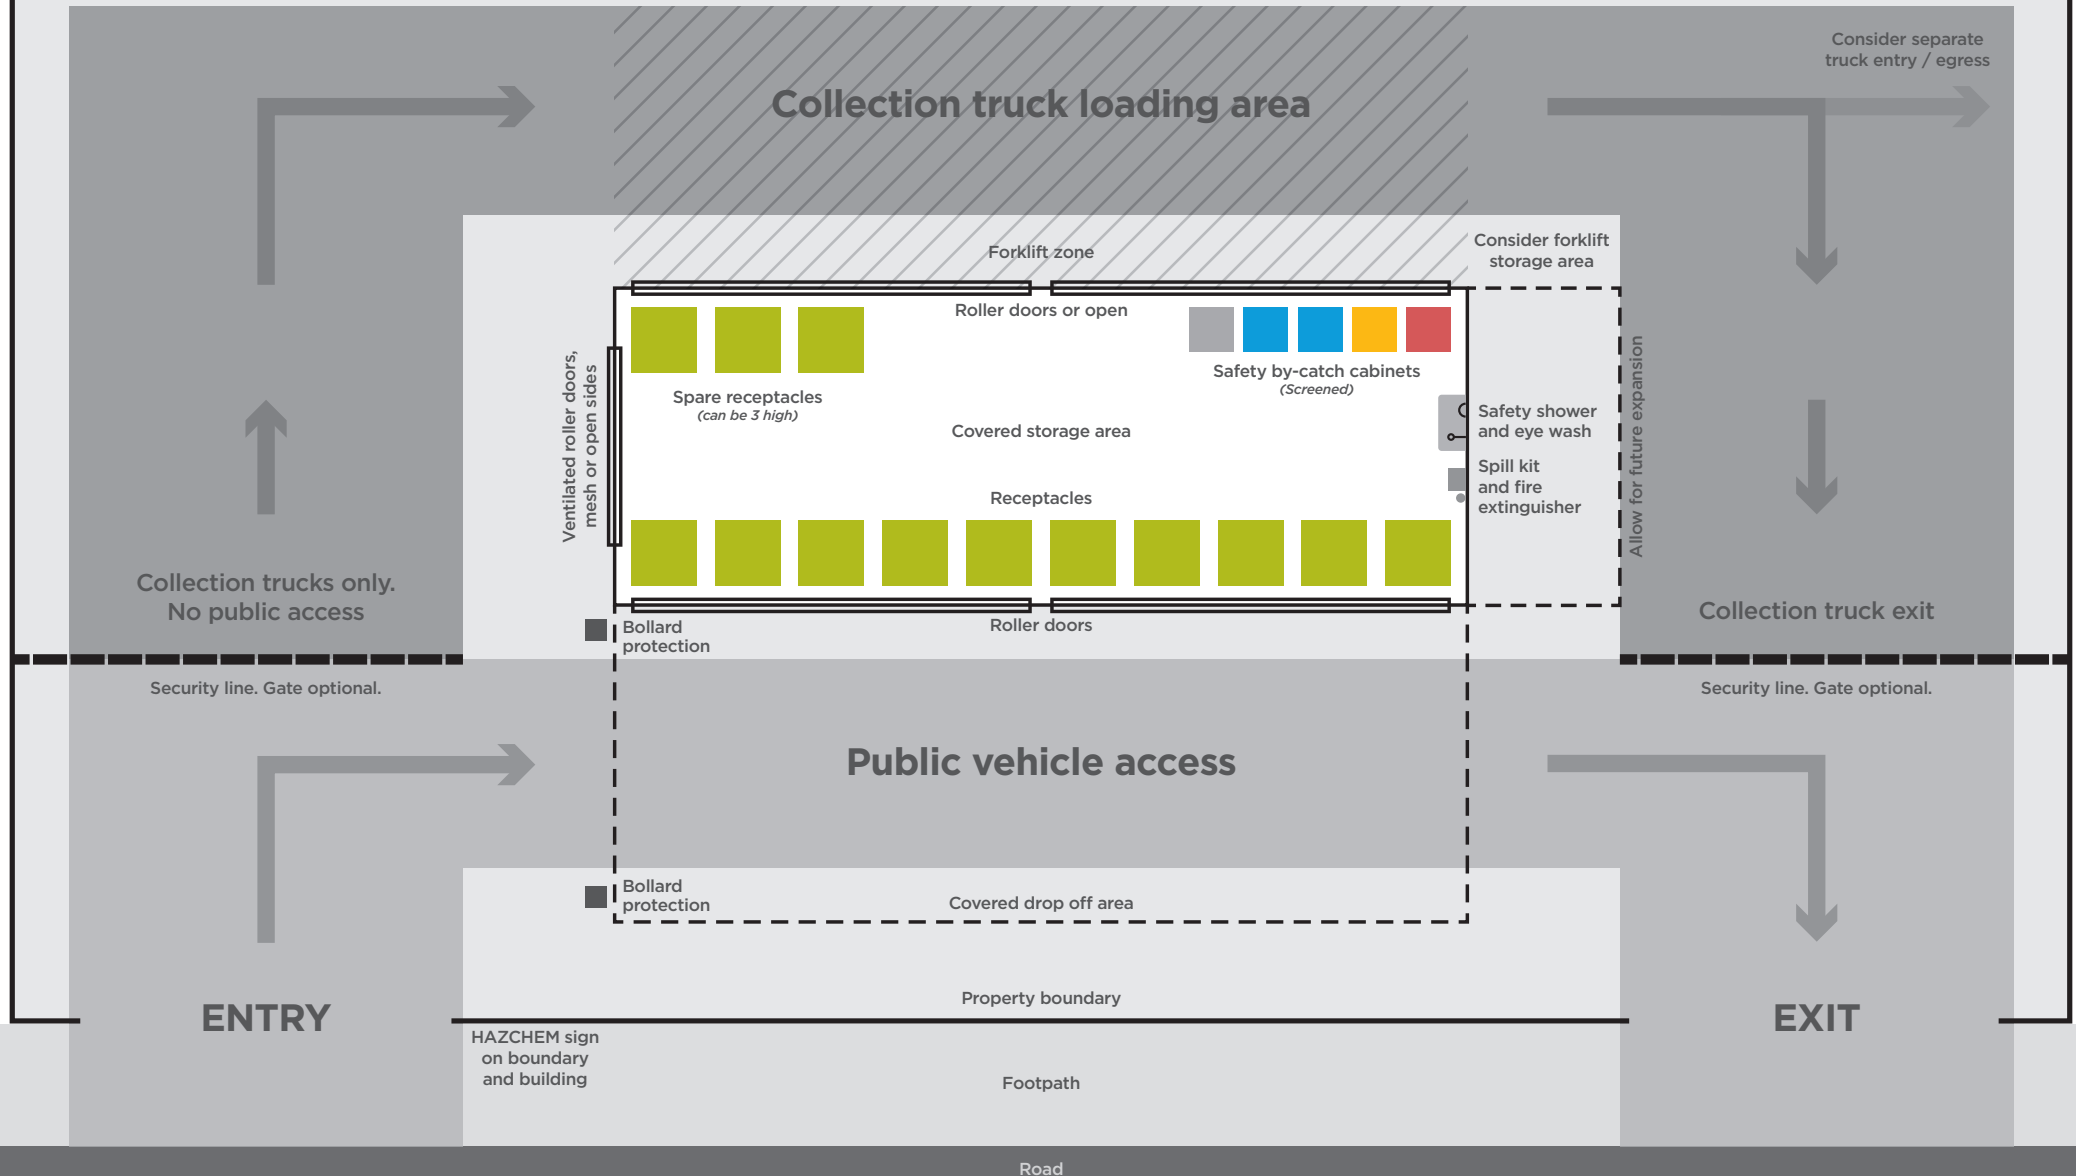 Consider separate
truck entry / egress
Collection truck loading area
Forklift zone
Consider forklift
storage area
Roller doors or open
Ventilated roller doors,
mesh or open sides
Spare receptacles
(can be 3 high)
Safety by-catch cabinets
(Screened)
Covered storage area
Safety shower
and eye wash
Spill kit
and fire
extinguisher
Allow for future expansion
Receptacles
Collection trucks only.
No public access
Collection truck exit
Bollard
protection
Roller doors
Security line. Gate optional.
Security line. Gate optional.
Public vehicle access
Bollard
protection
Covered drop off area
Property boundary
ENTRY
EXIT
HAZCHEM sign
on boundary
and building
Footpath
Road